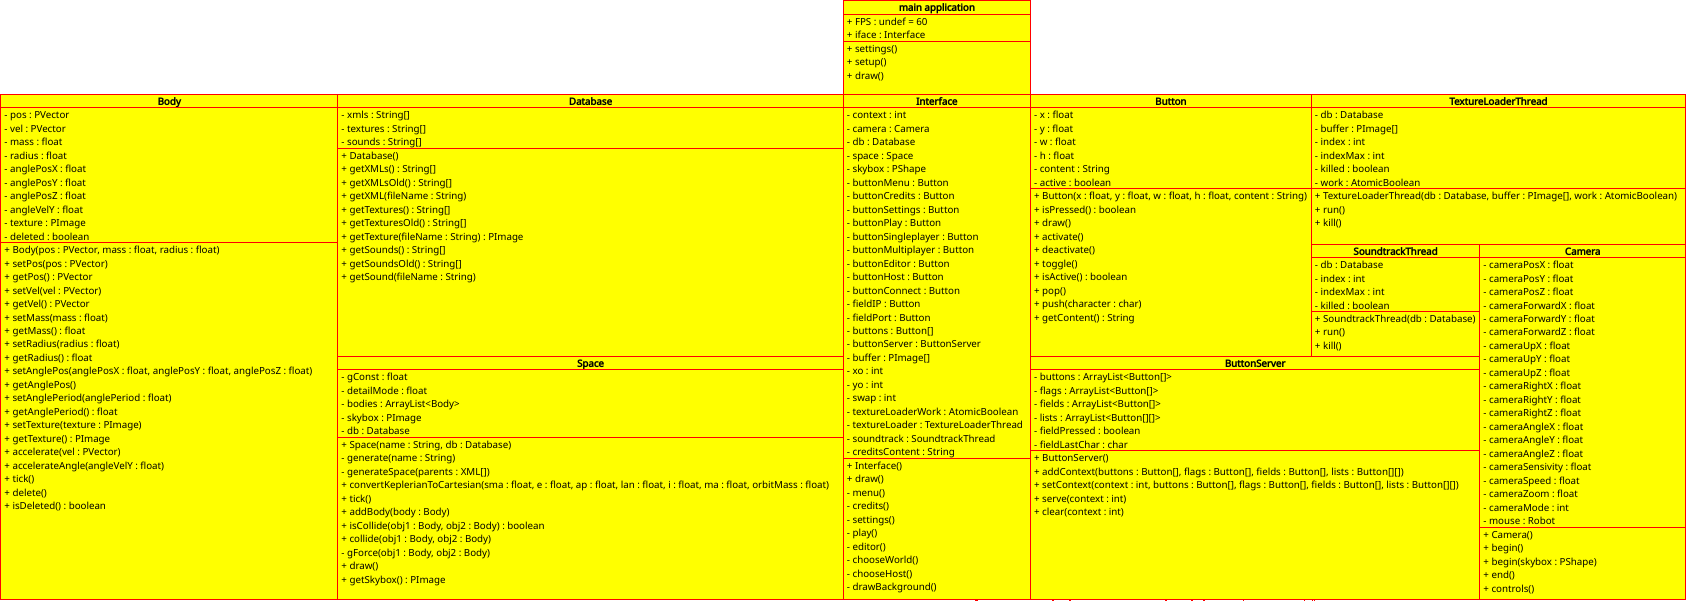 main application
+ FPS : undef = 60
+ iface : Interface
+ settings()
+ setup()
+ draw()
Body
- pos : PVector
- vel : PVector
- mass : float
- radius : float
- anglePosX : float
- anglePosY : float
- anglePosZ : float
- angleVelY : float
- texture : PImage
- deleted : boolean
+ Body(pos : PVector, mass : float, radius : float)
+ setPos(pos : PVector)
+ getPos() : PVector
+ setVel(vel : PVector)
+ getVel() : PVector
+ setMass(mass : float)
+ getMass() : float
+ setRadius(radius : float)
+ getRadius() : float
+ setAnglePos(anglePosX : float, anglePosY : float, anglePosZ : float)
+ getAnglePos()
+ setAnglePeriod(anglePeriod : float)
+ getAnglePeriod() : float
+ setTexture(texture : PImage)
+ getTexture() : PImage
+ accelerate(vel : PVector)
+ accelerateAngle(angleVelY : float)
+ tick()
+ delete()
+ isDeleted() : boolean
Database
- xmls : String[]
- textures : String[]
- sounds : String[]
+ Database()
+ getXMLs() : String[]
+ getXMLsOld() : String[]
+ getXML(fileName : String)
+ getTextures() : String[]
+ getTexturesOld() : String[]
+ getTexture(fileName : String) : PImage
+ getSounds() : String[]
+ getSoundsOld() : String[]
+ getSound(fileName : String)
Space
- gConst : float
- detailMode : float
- bodies : ArrayList<Body>
- skybox : PImage
- db : Database
+ Space(name : String, db : Database)
- generate(name : String)
- generateSpace(parents : XML[])
+ convertKeplerianToCartesian(sma : float, e : float, ap : float, lan : float, i : float, ma : float, orbitMass : float)
+ tick()
+ addBody(body : Body)
+ isCollide(obj1 : Body, obj2 : Body) : boolean
+ collide(obj1 : Body, obj2 : Body)
- gForce(obj1 : Body, obj2 : Body)
+ draw()
+ getSkybox() : PImage
Interface
- context : int
- camera : Camera
- db : Database
- space : Space
- skybox : PShape
- buttonMenu : Button
- buttonCredits : Button
- buttonSettings : Button
- buttonPlay : Button
- buttonSingleplayer : Button
- buttonMultiplayer : Button
- buttonEditor : Button
- buttonHost : Button
- buttonConnect : Button
- fieldIP : Button
- fieldPort : Button
- buttons : Button[]
- buttonServer : ButtonServer
- buffer : PImage[]
- xo : int
- yo : int
- swap : int
- textureLoaderWork : AtomicBoolean
- textureLoader : TextureLoaderThread
- soundtrack : SoundtrackThread
- creditsContent : String
+ Interface()
+ draw()
- menu()
- credits()
- settings()
- play()
- editor()
- chooseWorld()
- chooseHost()
- drawBackground()
Button
- x : float
- y : float
- w : float
- h : float
- content : String
- active : boolean
+ Button(x : float, y : float, w : float, h : float, content : String)
+ isPressed() : boolean
+ draw()
+ activate()
+ deactivate()
+ toggle()
+ isActive() : boolean
+ pop()
+ push(character : char)
+ getContent() : String
TextureLoaderThread
- db : Database
- buffer : PImage[]
- index : int
- indexMax : int
- killed : boolean
- work : AtomicBoolean
+ TextureLoaderThread(db : Database, buffer : PImage[], work : AtomicBoolean)
+ run()
+ kill()
SoundtrackThread
- db : Database
- index : int
- indexMax : int
- killed : boolean
+ SoundtrackThread(db : Database)
+ run()
+ kill()
ButtonServer
- buttons : ArrayList<Button[]>
- flags : ArrayList<Button[]>
- fields : ArrayList<Button[]>
- lists : ArrayList<Button[][]>
- fieldPressed : boolean
- fieldLastChar : char
+ ButtonServer()
+ addContext(buttons : Button[], flags : Button[], fields : Button[], lists : Button[][])
+ setContext(context : int, buttons : Button[], flags : Button[], fields : Button[], lists : Button[][])
+ serve(context : int)
+ clear(context : int)
Camera
- cameraPosX : float
- cameraPosY : float
- cameraPosZ : float
- cameraForwardX : float
- cameraForwardY : float
- cameraForwardZ : float
- cameraUpX : float
- cameraUpY : float
- cameraUpZ : float
- cameraRightX : float
- cameraRightY : float
- cameraRightZ : float
- cameraAngleX : float
- cameraAngleY : float
- cameraAngleZ : float
- cameraSensivity : float
- cameraSpeed : float
- cameraZoom : float
- cameraMode : int
- mouse : Robot
+ Camera()
+ begin()
+ begin(skybox : PShape)
+ end()
+ controls()